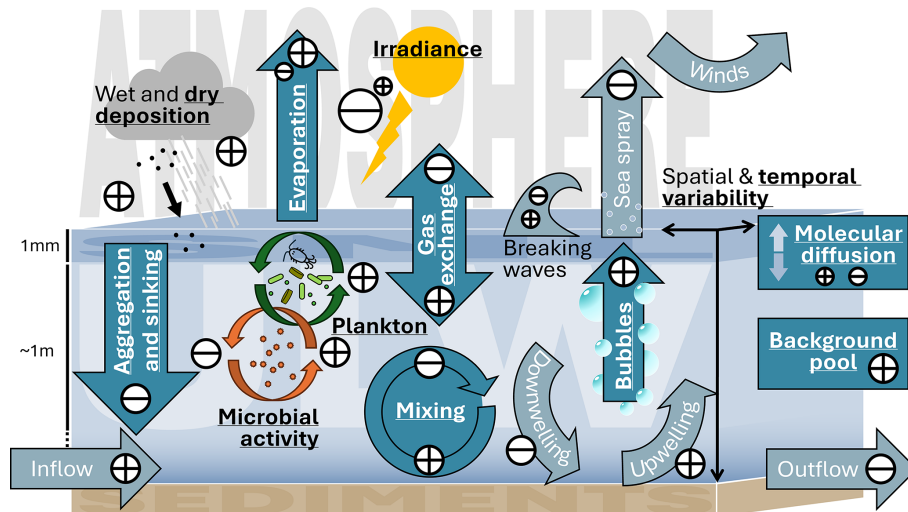 ATMOSPHERE
Irradiance
Winds
Wet and dry
deposition
Evaporation
Gas
exchange
Sea spray
Breaking
waves
Spatial & temporal
variability
1mm
~1m
Aggregation
and sinking
Plankton
Microbial
activity
Mixing
Bubbles
Downwelling
Upwelling
Molecular
diffusion
Background
pool
Inflow
Outflow
SEDIMENTS